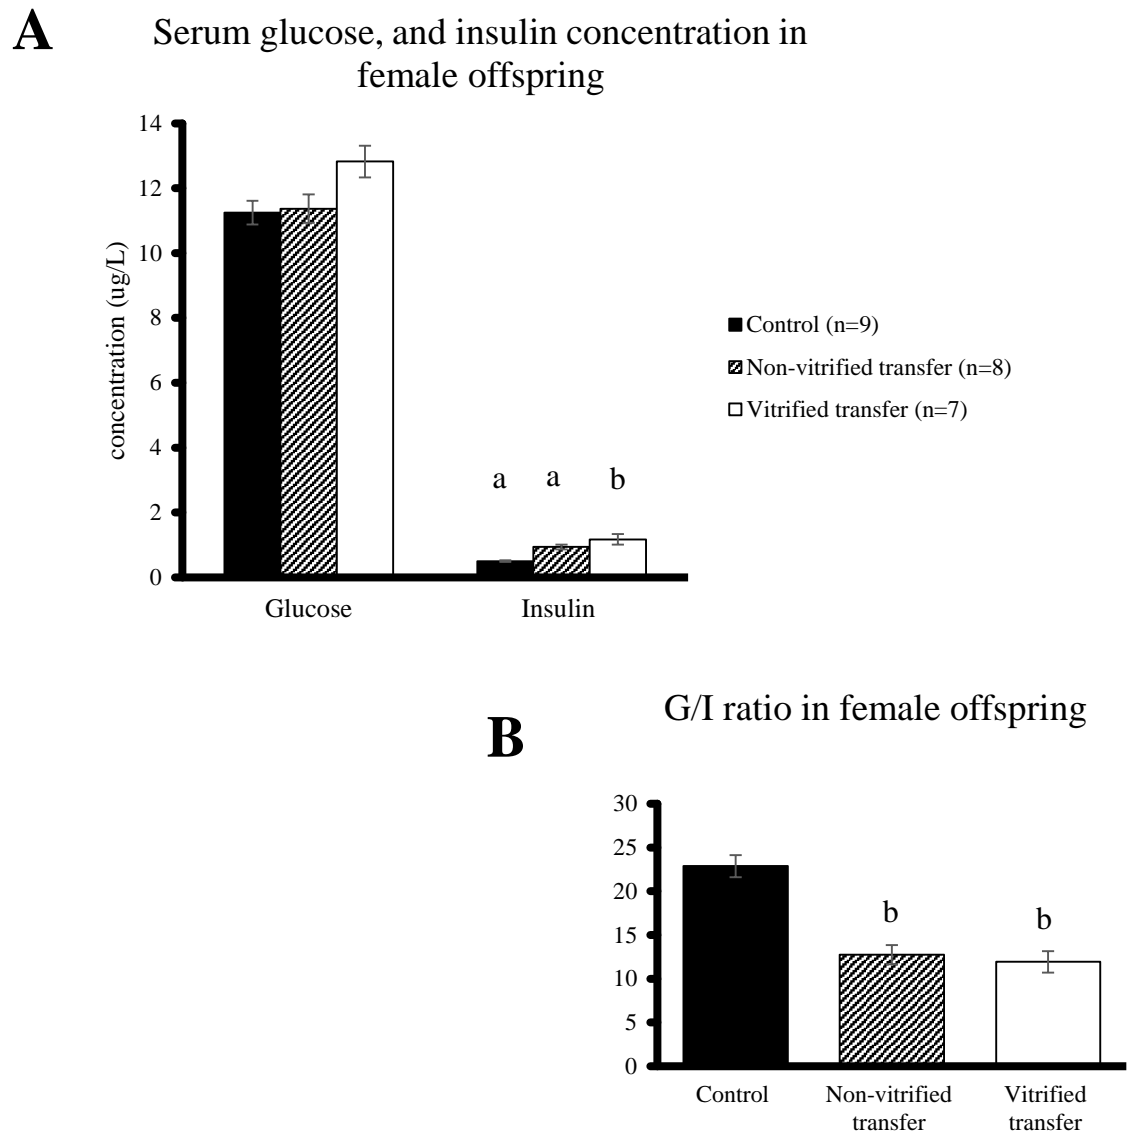 A
Serum glucose, and insulin concentration in
female offspring
14
12
10
8
6
4
2
0
concentration (ug/L)
a a b
Glucose Insulin
Control (n=9)
Non-vitrified transfer (n=8)
Vitrified transfer (n=7)
B
G/I ratio in female offspring
30
25
20
15
10
5
0
b b
Control Non-vitrified Vitrified
transfer transfer